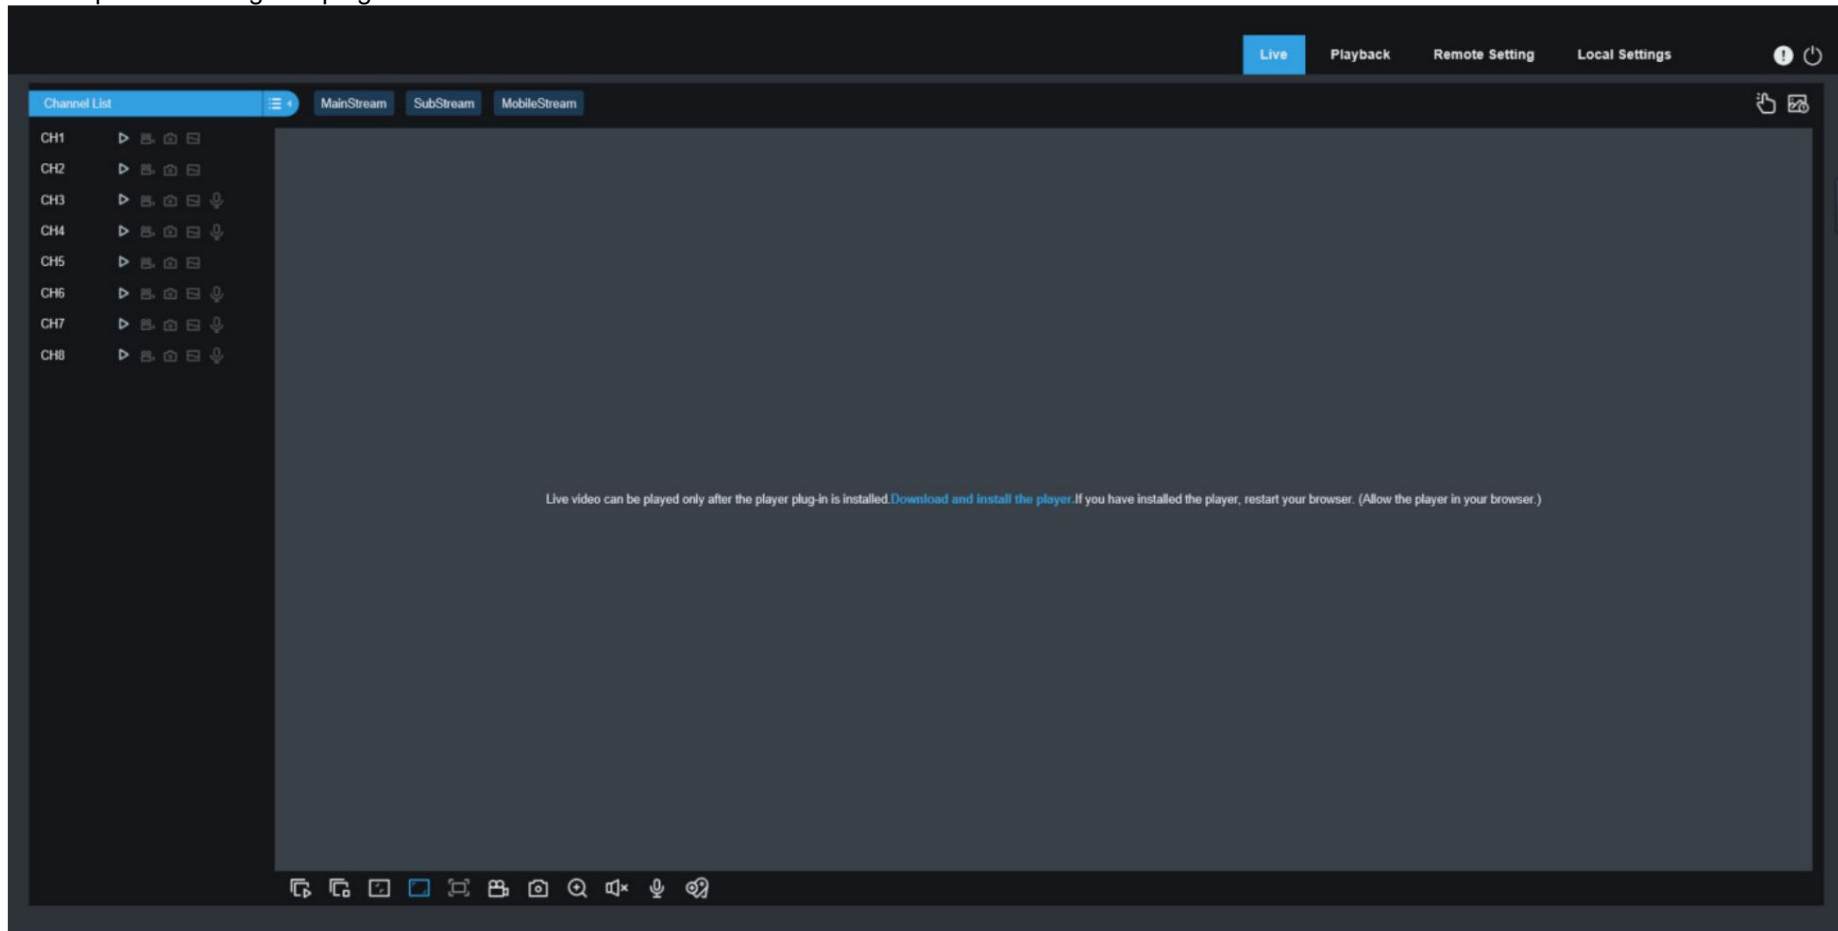 Live Playback Remote Setting Local Settings
Channel List MainStream SubStream MobileStream
CH1
CH2
CH3
CH4
CH5
CH6
CH7
CH8
Live video can be played only after the player plug-in is installed.Download and install the player.If you have installed the player, restart your browser. (Allow the player in your browser.)